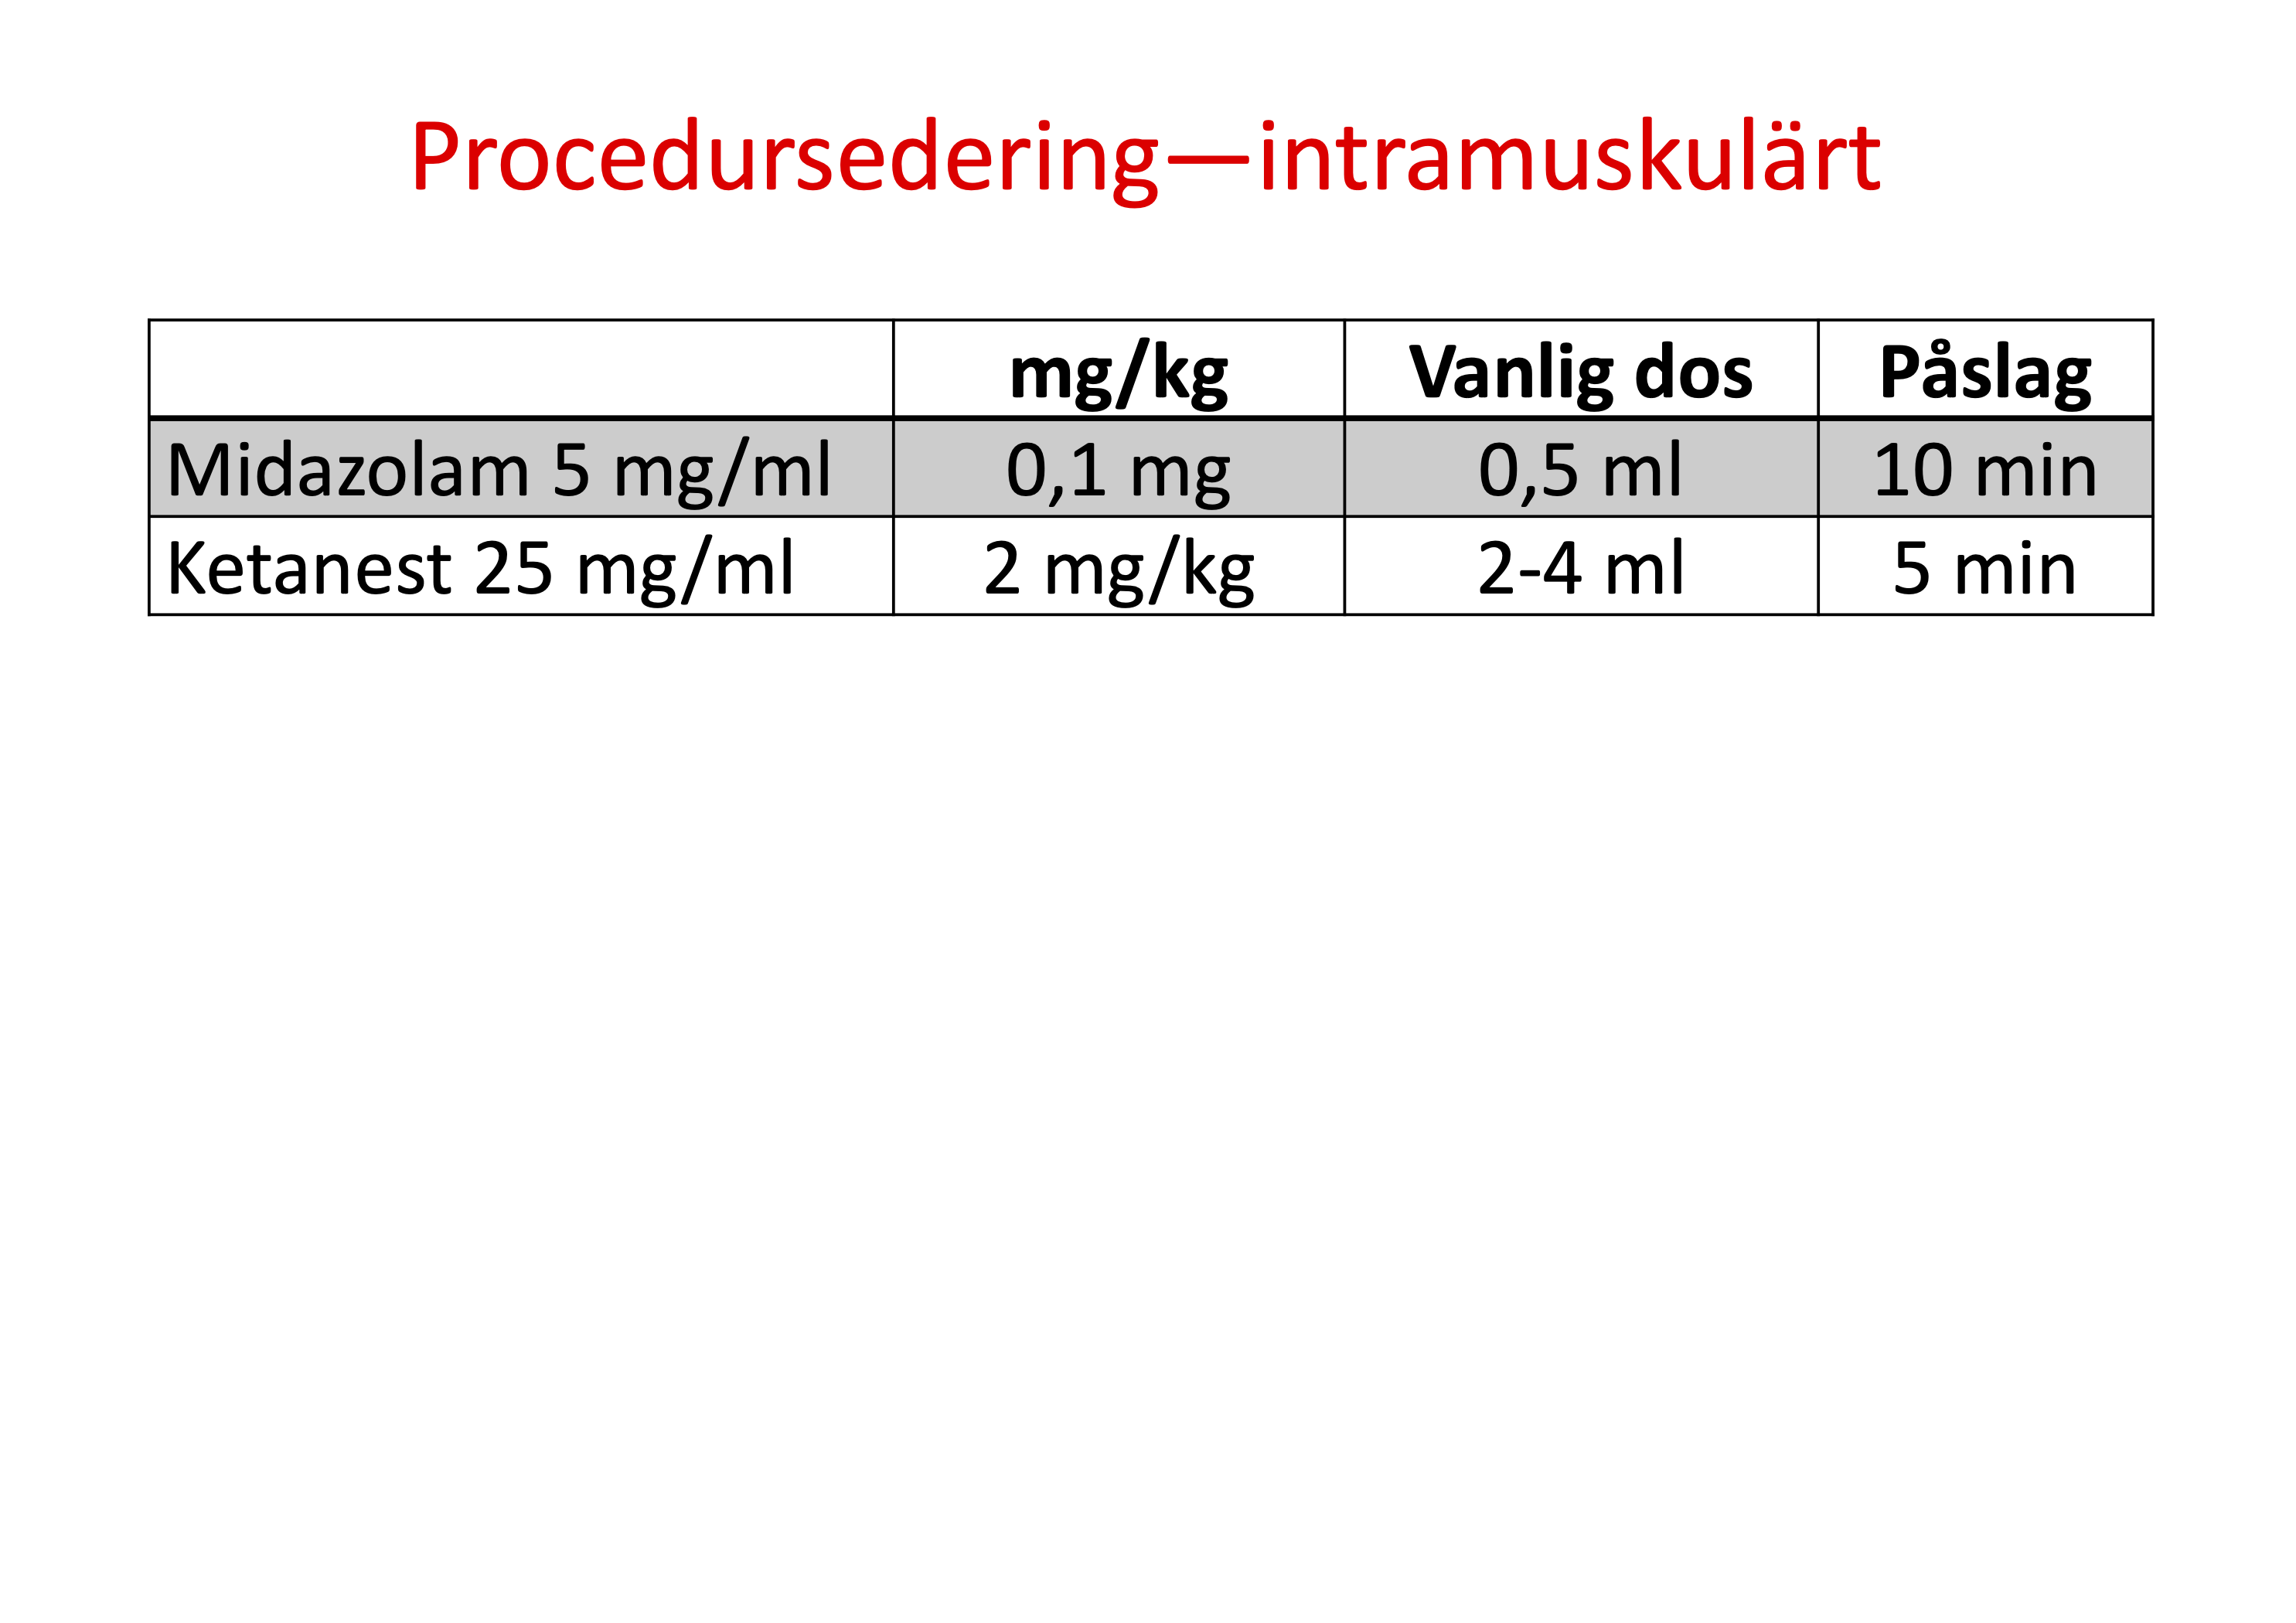 Procedursedering—intramuskulärt
mg/kg Vanlig dos Påslag
Midazolam 5 mg/ml 0,1 mg 0,5 ml 10 min
Ketanest 25 mg/ml 2 mg/kg 2-4 ml 5 min